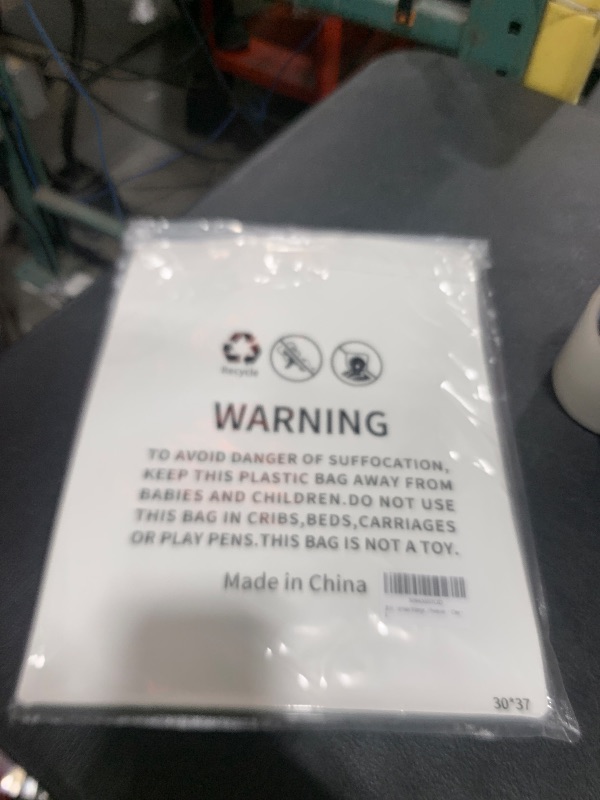 Recycle
WARNING
TO AVOID DANGER OF SUFFOCATION,
KEEP THIS PLASTIC BAG AWAY FROM
BABIES AND CHILDREN.DO NOT USE
THIS BAG IN CRIBS,BEDS,CARRIAGES
OR PLAY PENS.THIS BAG IS NOT A TOY.
Made in China
30*37